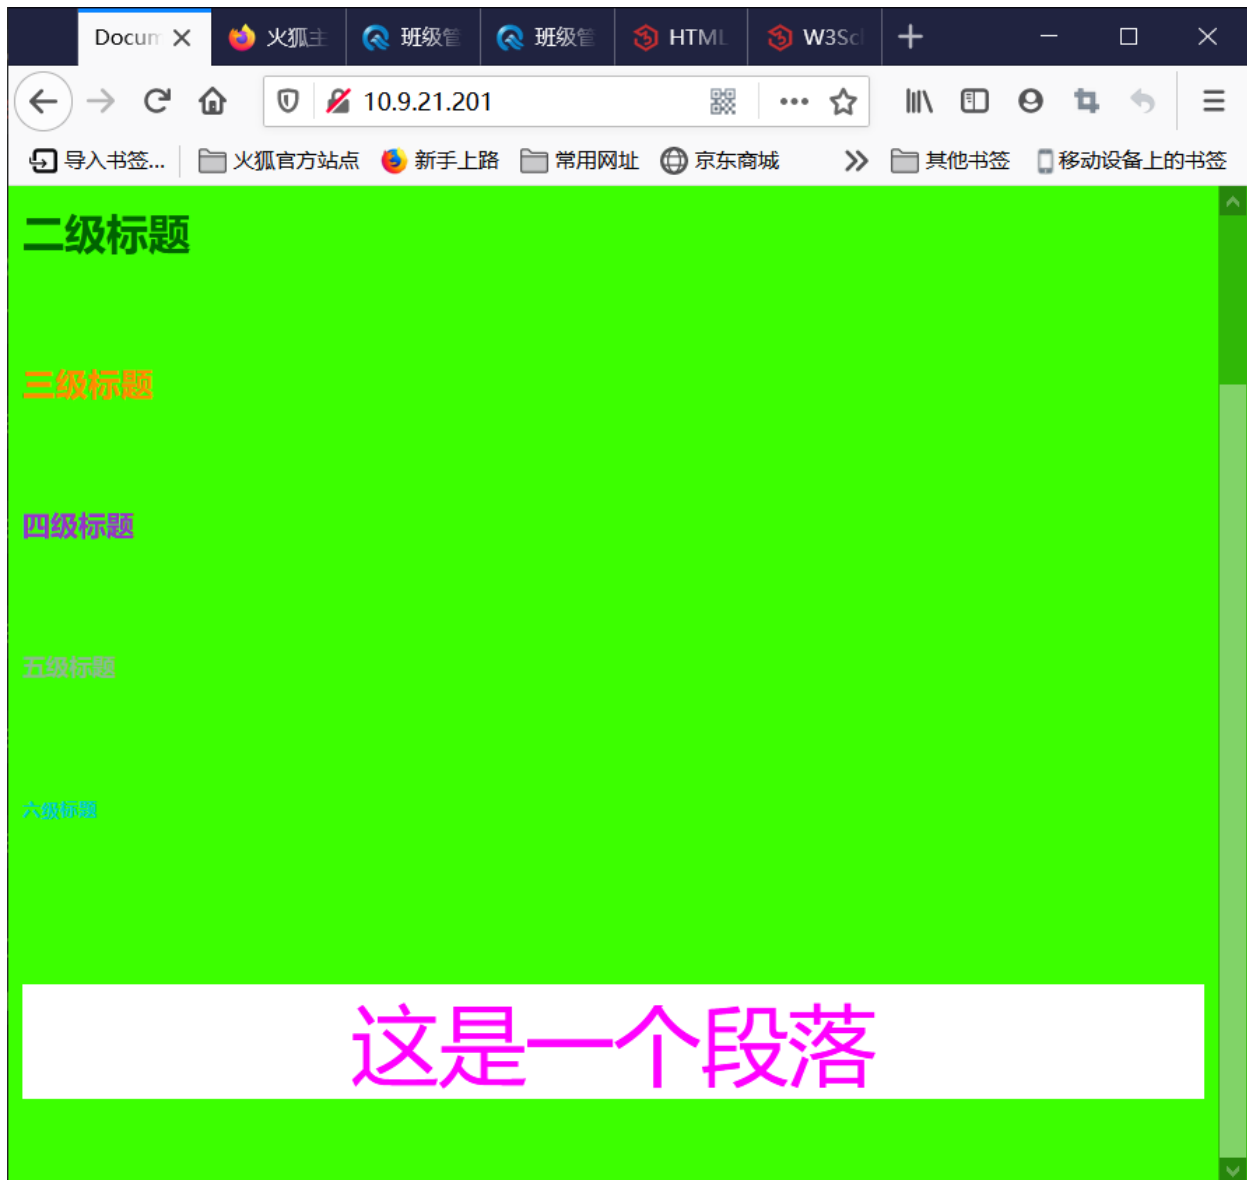 Docum
火狐主
班级管
班级管
HTML
W3Scl
10.9.21.201
导入书签...
火狐官方站点
新手上路
常用网址
京东商城
其他书签
移动设备上的书签
二级标题
三级标题
四级标题
五级标题
六级标题
这是一个段落